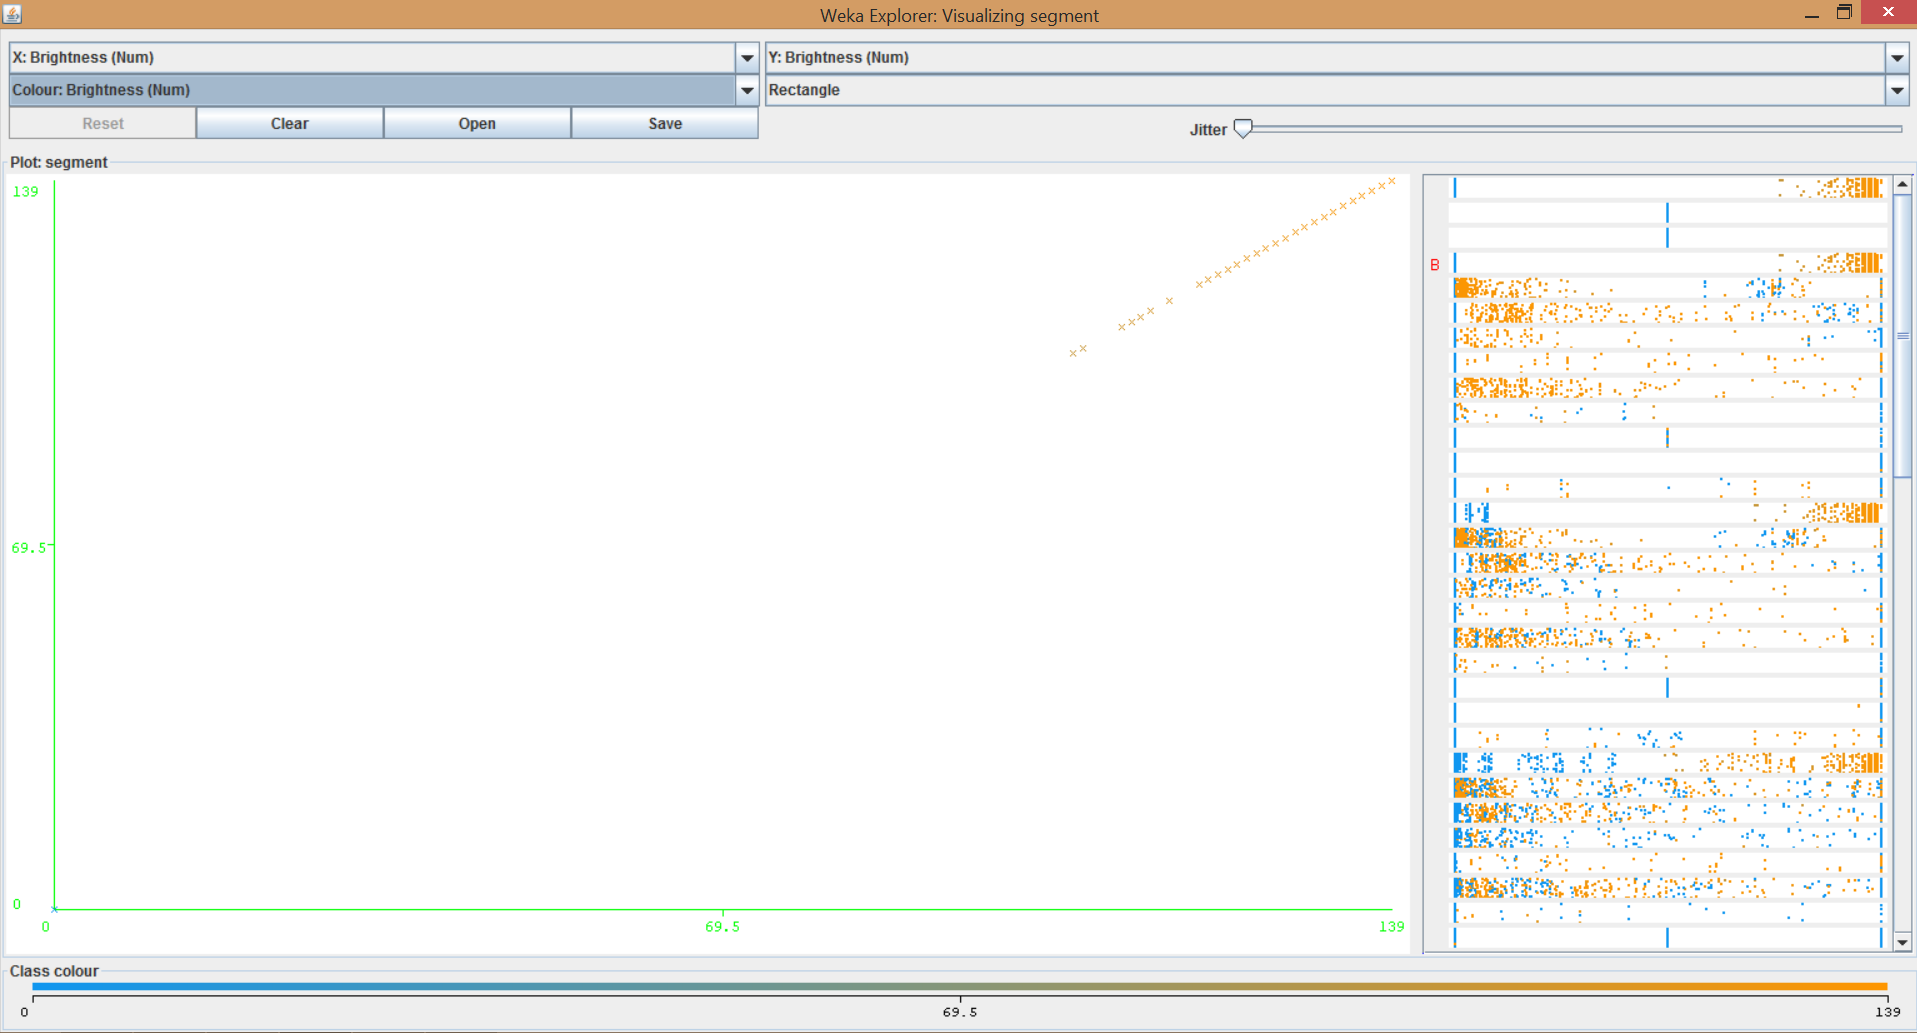 Weka Explorer: Visualizing segment
X: Brightness (Num)
Y: Brightness (Num)
Colour: Brightness (Num)
Rectangle
Reset
Clear
Open
Save
Jitter
Plot: segment
139
69.5
0
0
69.5
139
B
Class colour
0
69.5
139